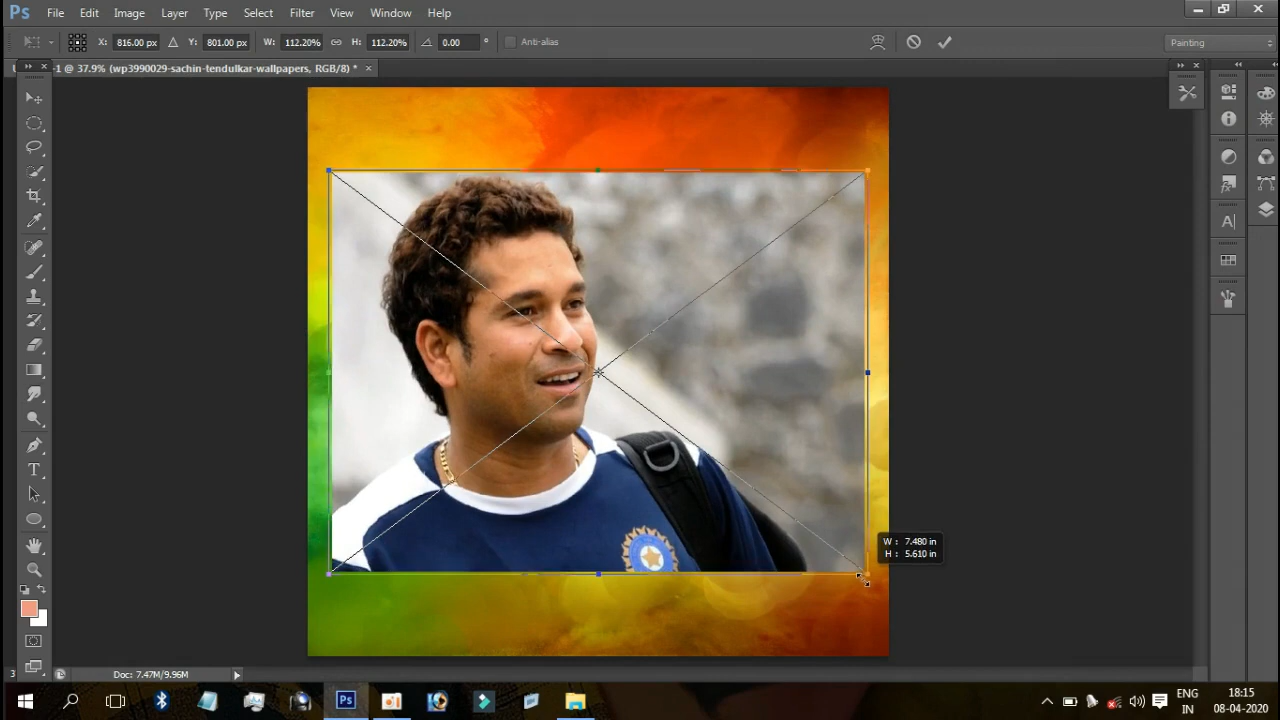 Ps File Edit Image Layer Type Select Filter View Window Help
X: 816.00 px Y: 801.00 px W: 112.20% H: 112.20% 0.00 ° Anti-alias Painting
-1 @ 37.9% (wp3990029-sachin-tendulkar-wallpapers, RGB/8) * ×
A|
T
W : 7.480 in
H : 5.610 in
3 Doc: 7.47M/9.96M
Ps
ENG 18:15
IN 08-04-2020